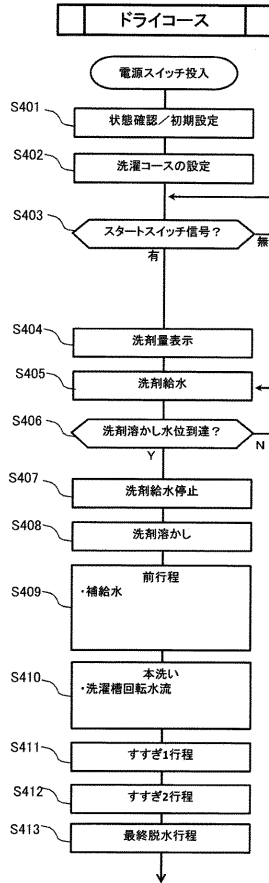 ドライコース
電源スイッチ投入
S401
状態確認／初期設定
S402
洗濯コースの設定
S403
スタートスイッチ信号？
無
有
S404
洗剤量表示
S405
洗剤給水
S406
洗剤溶かし水位到達？
N
Y
S407
洗剤給水停止
S408
洗剤溶かし
S409
前行程
・補給水
S410
本洗い
・洗濯槽回転水流
S411
すすぎ1行程
S412
すすぎ2行程
S413
最終脱水行程